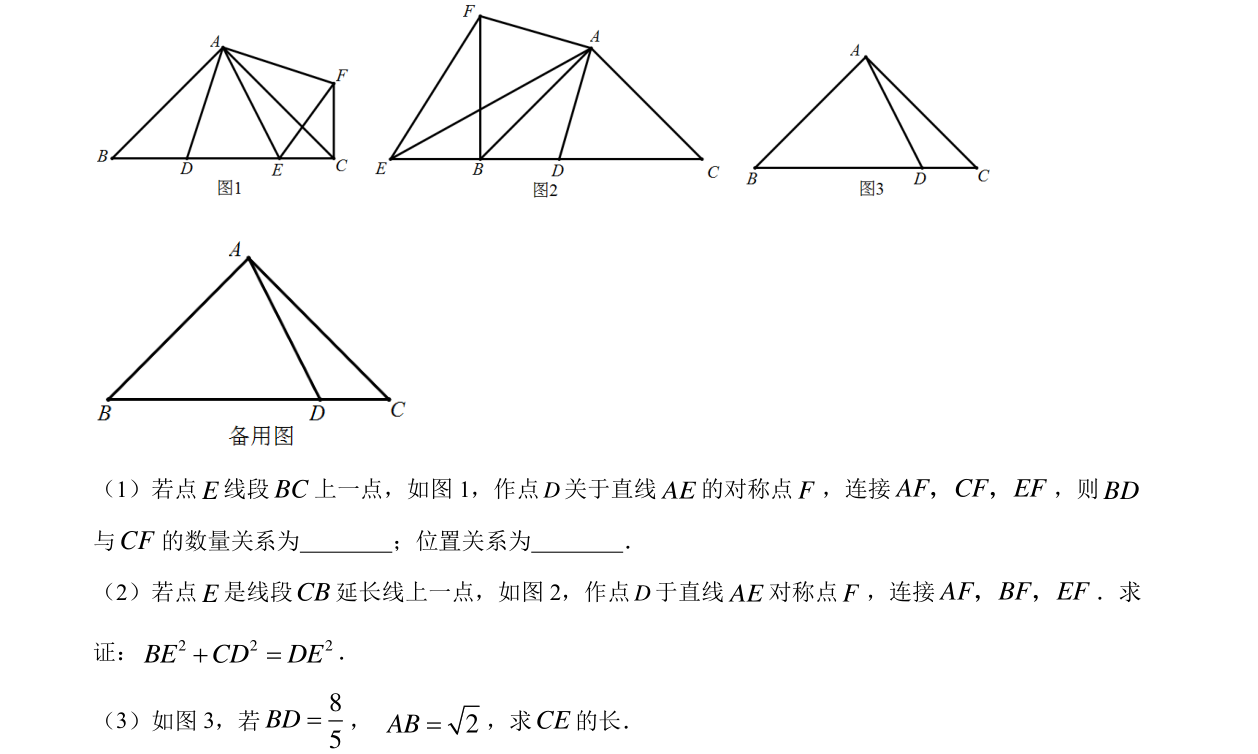 F
A
A
A
F
B
D
E
C
E
B
D
C
B
D
C
图1
图2
图3
A
B
D
C
备用图
（1）若点E线段BC上一点，如图1，作点D关于直线AE的对称点F，连接AF，CF，EF，则BD
与CF的数量关系为________；位置关系为________．
（2）若点E是线段CB延长线上一点，如图2，作点D于直线AE对称点F，连接AF，BF，EF．求
证：BE²+CD²=DE²．
（3）如图3，若BD=8/5， AB=√2，求CE的长．